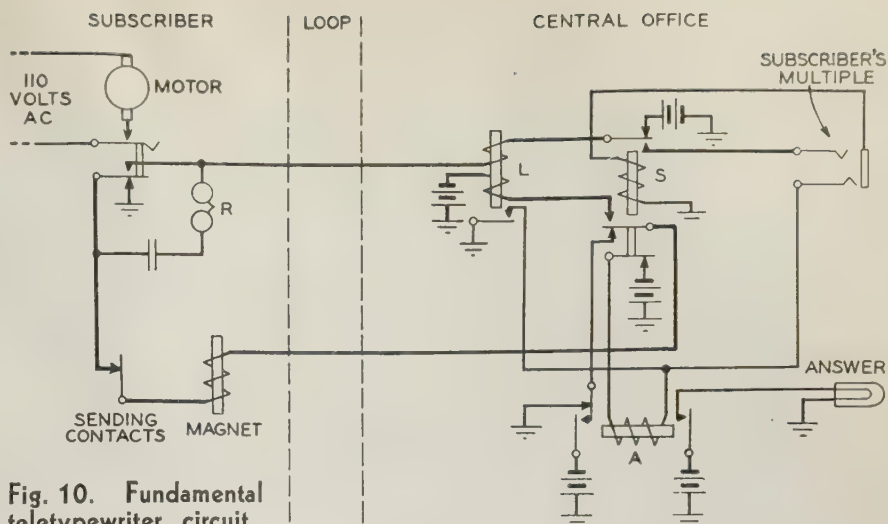 SUBSCRIBER
LOOP
CENTRAL OFFICE
110
VOLTS
AC
MOTOR
SUBSCRIBER'S
MULTIPLE
L
S
R
SENDING
CONTACTS
MAGNET
A
ANSWER
Fig. 10. Fundamental
teletypewriter circuit